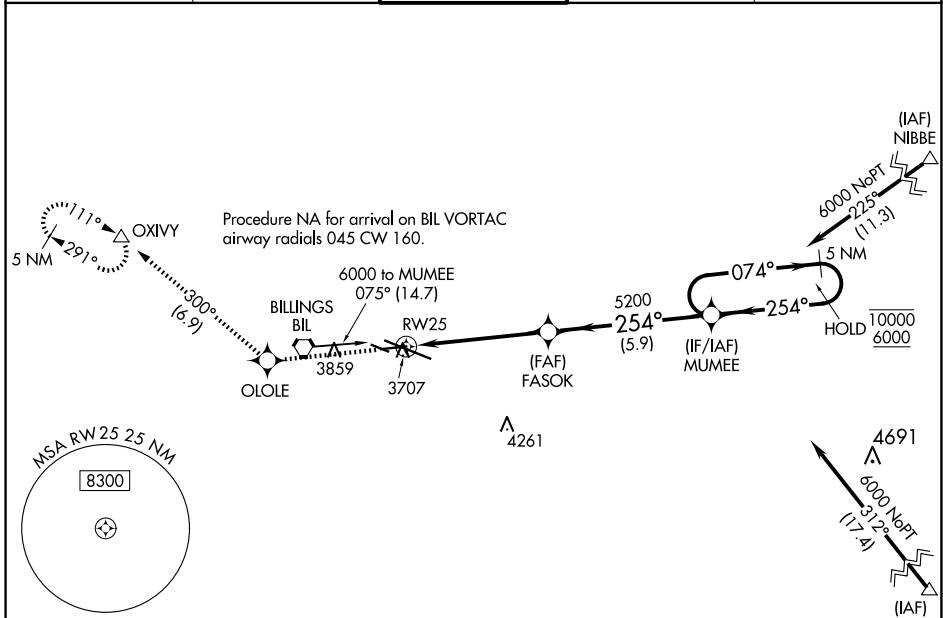 (IAF)
NIBBE
6000 NoPT
225°
(11.3)
111°
OXIVY
291°
5 NM
Procedure NA for arrival on BIL VORTAC
airway radials 045 CW 160.
6000 to MUMEE
075° (14.7)
5 NM
074°
300°
(6.9)
BILLINGS
BIL
RW25
5200
254°
(5.9)
254°
HOLD
10000
6000
3859
3707
OLOLE
(FAF)
FASOK
(IF/IAF)
MUMEE
4261
4691
MSA RW25 25 NM
8300
6000 NoPT
312°
(17.4)
(IAF)